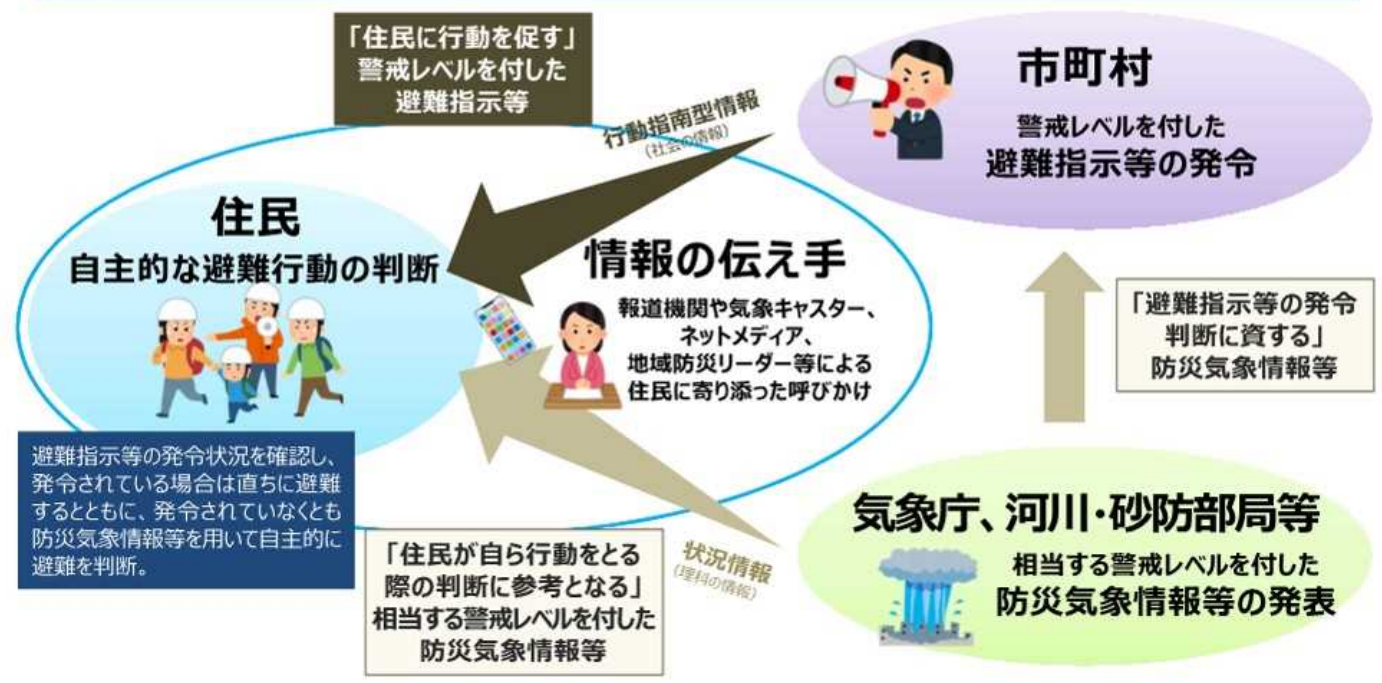 「住民に行動を促す」
警戒レベルを付した
避難指示等
行動指南型情報
(社会の情報)
市町村
警戒レベルを付した
避難指示等の発令
住民
自主的な避難行動の判断
情報の伝え手
報道機関や気象キャスター、
ネットメディア、
地域防災リーダー等による
住民に寄り添った呼びかけ
「避難指示等の発令
判断に資する」
防災気象情報等
避難指示等の発令状況を確認し、
発令されている場合は直ちに避難
するとともに、発令されていなくとも
防災気象情報等を用いて自主的に
避難を判断。
「住民が自ら行動をとる
際の判断に参考となる」
相当する警戒レベルを付した
防災気象情報等
状況情報
(理科の情報)
気象庁、河川・砂防部局等
相当する警戒レベルを付した
防災気象情報等の発表